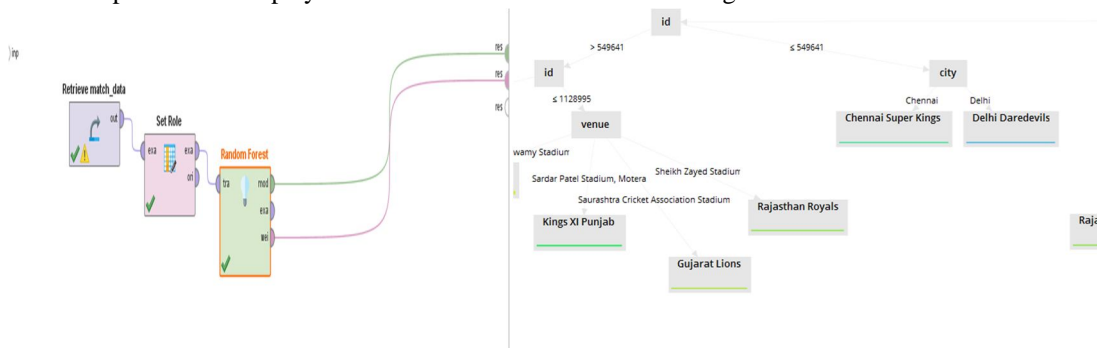 inp
Retrieve match_data
out
Set Role
exa
exa
ori
Random Forest
tra
mod
exa
wei
res
res
res
id
> 549641
≤ 549641
id
city
≤ 1128995
Chennai
Delhi
venue
Chennai Super Kings
Delhi Daredevils
wamy Stadium
Sardar Patel Stadium, Motera
Sheikh Zayed Stadium
Saurashtra Cricket Association Stadium
Kings XI Punjab
Rajasthan Royals
Raja
Gujarat Lions